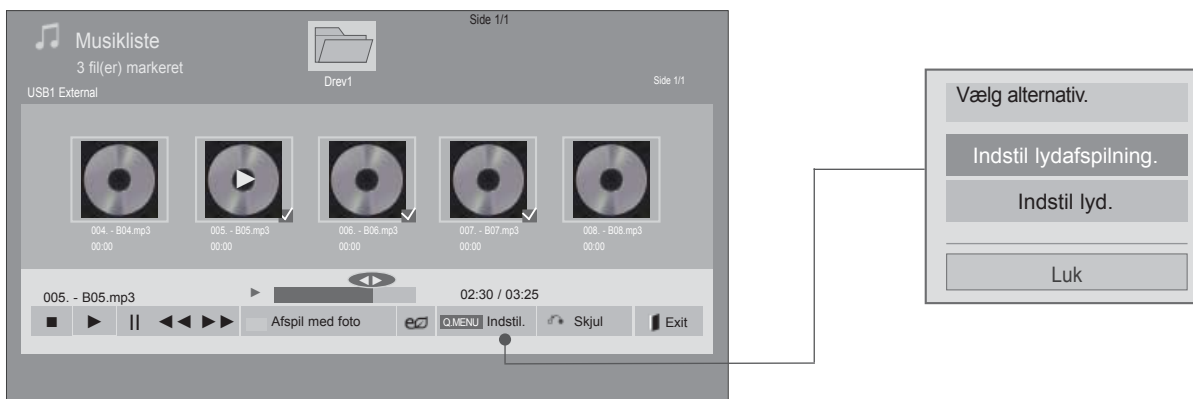 Side 1/1
Musikliste
3 fil(er) markeret
Drev1
Side 1/1
USB1 External
004. - B04.mp3
00:00
005. - B05.mp3
00:00
006. - B06.mp3
00:00
007. - B07.mp3
00:00
008. - B08.mp3
00:00
005. - B05.mp3
02:30 / 03:25
Afspil med foto
Q.MENU Indstil.
Skjul
Exit
Vælg alternativ.
Indstil lydafspilning.
Indstil lyd.
Luk